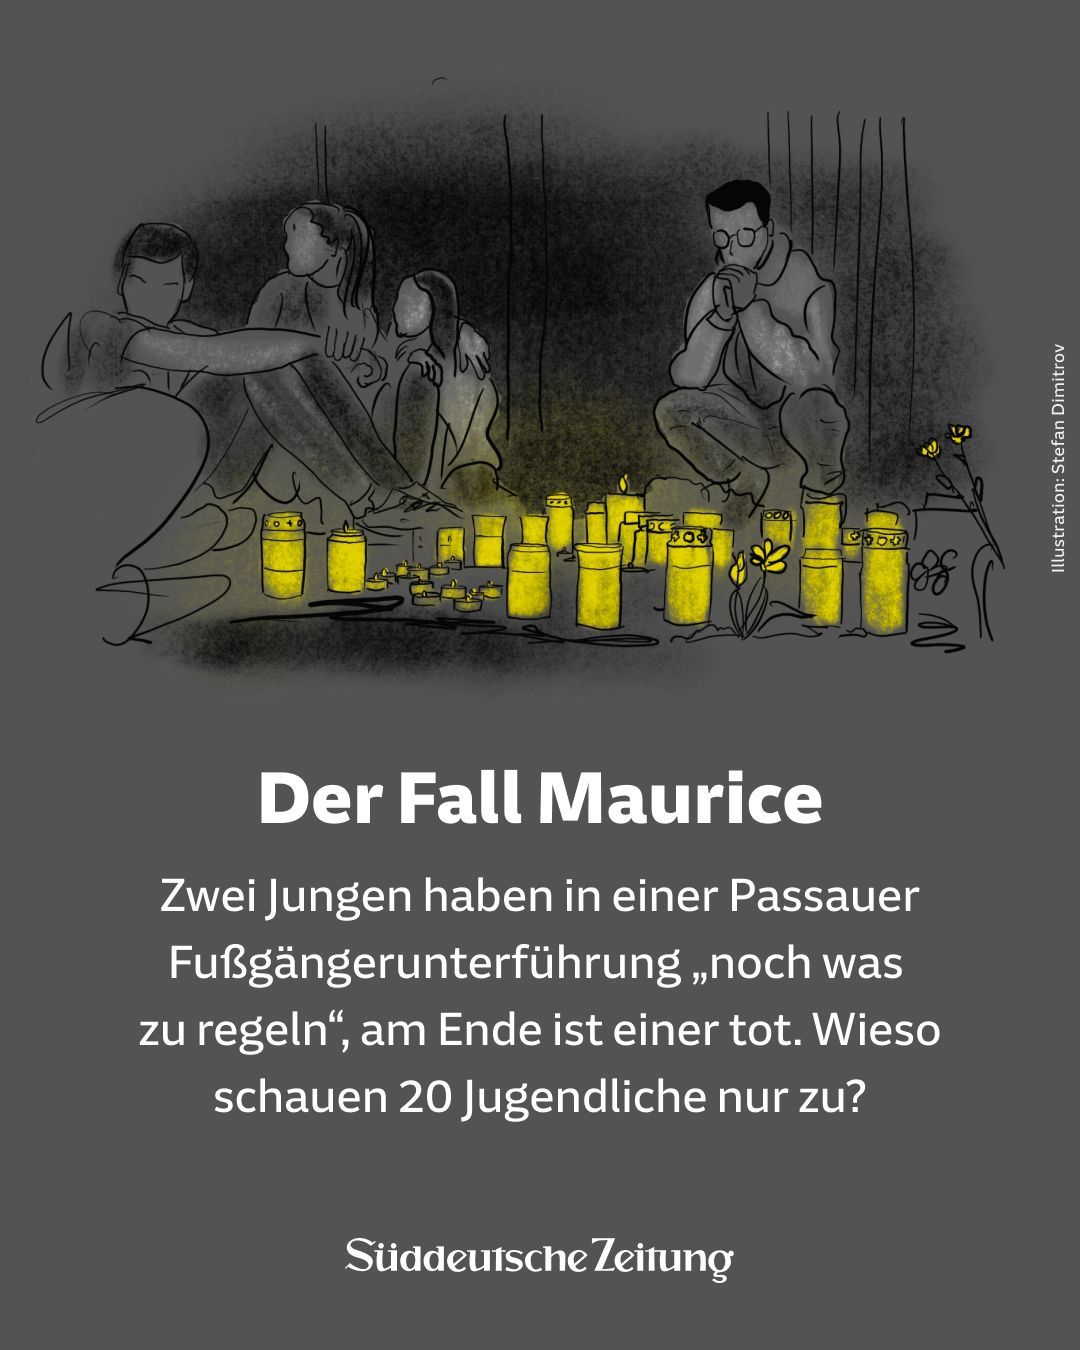 Illustration: Stefan Dimitrov
Der Fall Maurice
Zwei Jungen haben in einer Passauer
Fußgängerunterführung „noch was
zu regeln“, am Ende ist einer tot. Wieso
schauen 20 Jugendliche nur zu?
Süddeutsche Zeitung